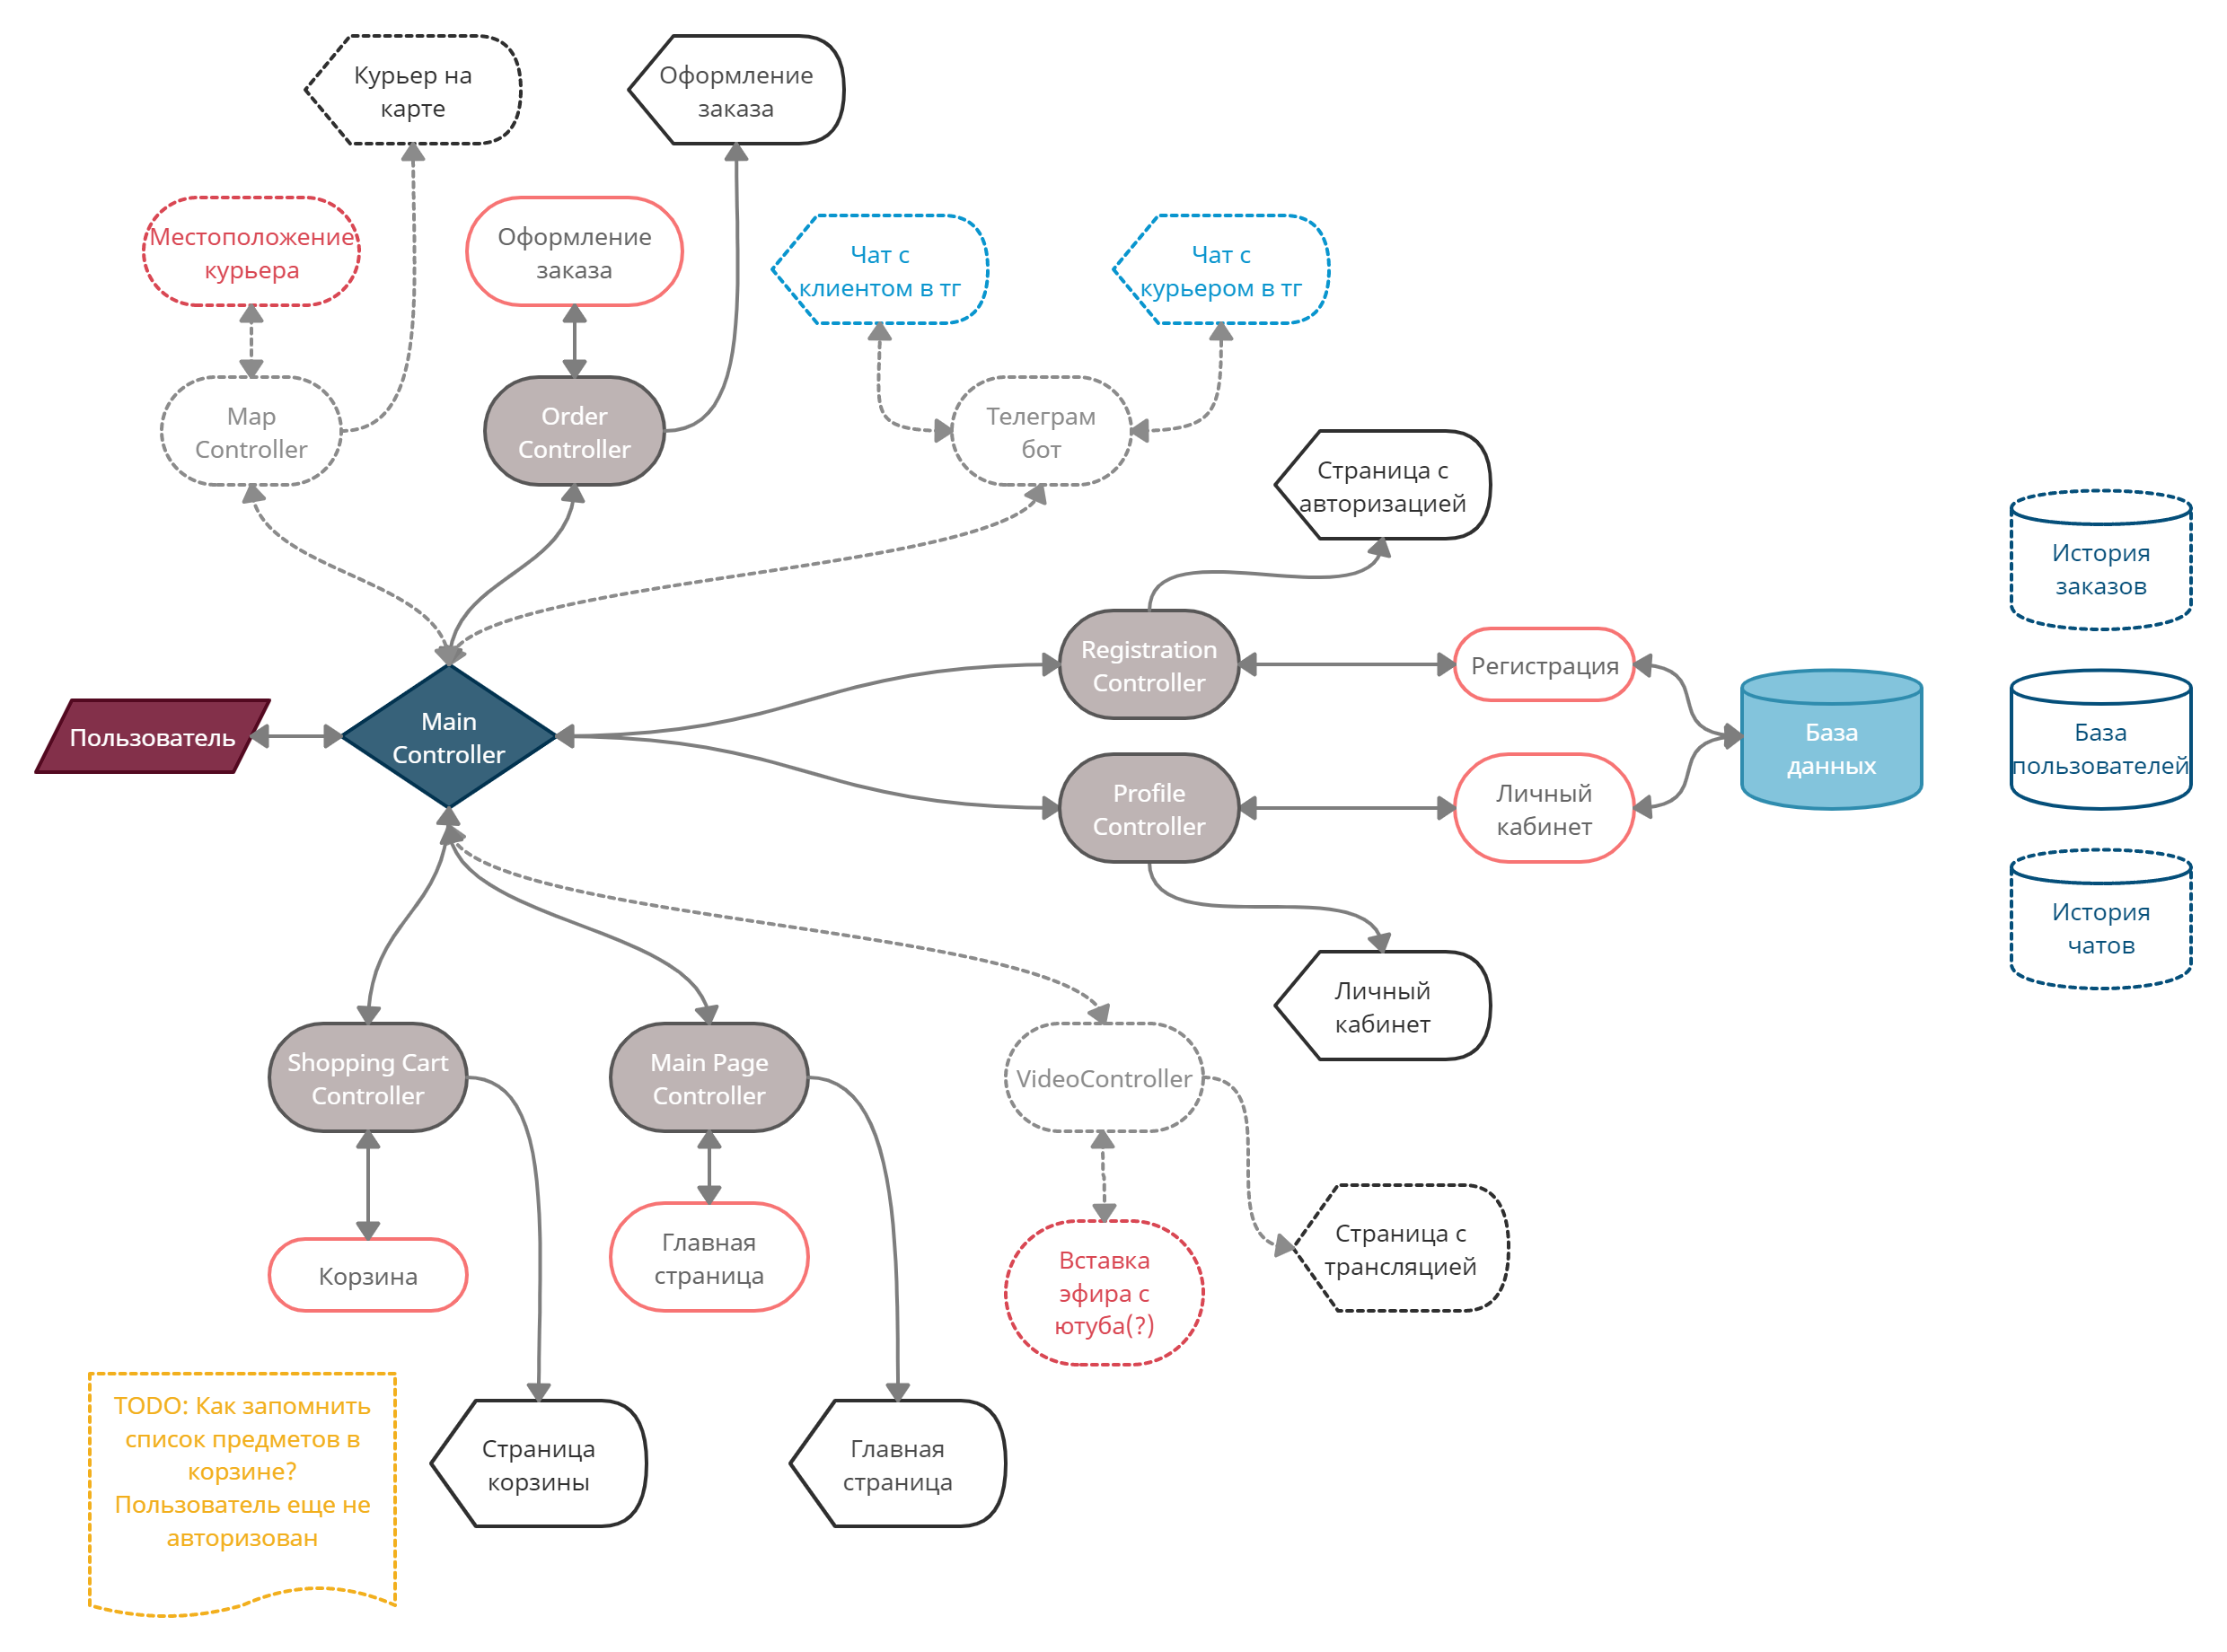 Курьер на
карте
Оформление
заказа
Местоположение
курьера
Оформление
заказа
Чат с
клиентом в тг
Чат с
курьером в тг
Map
Controller
Order
Controller
Телеграм
бот
Страница с
авторизацией
История
заказов
Registration
Controller
Регистрация
Пользователь
Main
Controller
База
данных
База
пользователей
Profile
Controller
Личный
кабинет
История
чатов
Личный
кабинет
Shopping Cart
Controller
Main Page
Controller
VideoController
Корзина
Главная
страница
Вставка
эфира с
ютуба(?)
Страница с
трансляцией
TODO: Как запомнить
список предметов в
корзине?
Пользователь еще не
авторизован
Страница
корзины
Главная
страница